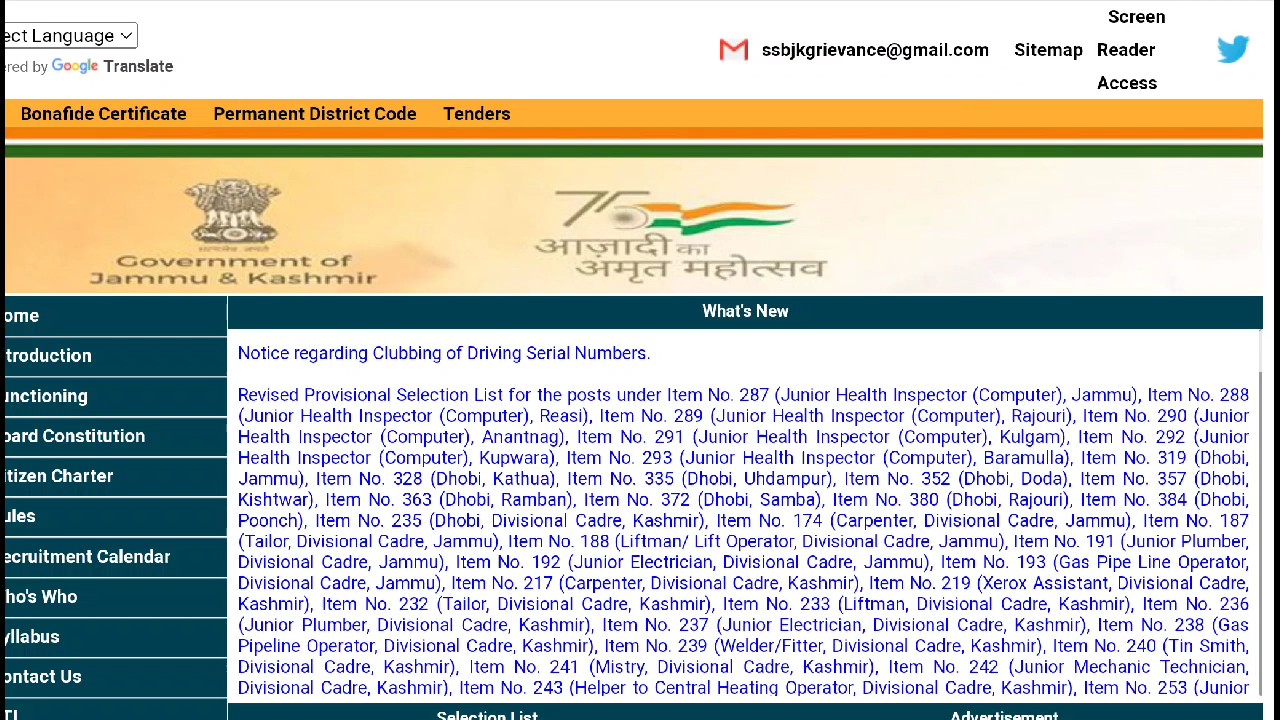 Screen
ect Language
ssbjkgrievance@gmail.com Sitemap Reader
ered by Google Translate
Access
Bonafide Certificate Permanent District Code Tenders
75
Government of
Jammu & Kashmir
आज़ादी का
अमृत महोत्सव
ome
What's New
troduction
Notice regarding Clubbing of Driving Serial Numbers.
unctioning
Revised Provisional Selection List for the posts under Item No. 287 (Junior Health Inspector (Computer), Jammu), Item No. 288
(Junior Health Inspector (Computer), Reasi), Item No. 289 (Junior Health Inspector (Computer), Rajouri), Item No. 290 (Junior
oard Constitution
Health Inspector (Computer), Anantnag), Item No. 291 (Junior Health Inspector (Computer), Kulgam), Item No. 292 (Junior
Health Inspector (Computer), Kupwara), Item No. 293 (Junior Health Inspector (Computer), Baramulla), Item No. 319 (Dhobi,
itizen Charter
Jammu), Item No. 328 (Dhobi, Kathua), Item No. 335 (Dhobi, Uhdampur), Item No. 352 (Dhobi, Doda), Item No. 357 (Dhobi,
Kishtwar), Item No. 363 (Dhobi, Ramban), Item No. 372 (Dhobi, Samba), Item No. 380 (Dhobi, Rajouri), Item No. 384 (Dhobi,
ules
Poonch), Item No. 235 (Dhobi, Divisional Cadre, Kashmir), Item No. 174 (Carpenter, Divisional Cadre, Jammu), Item No. 187
(Tailor, Divisional Cadre, Jammu), Item No. 188 (Liftman/ Lift Operator, Divisional Cadre, Jammu), Item No. 191 (Junior Plumber,
ecruitment Calendar
Divisional Cadre, Jammu), Item No. 192 (Junior Electrician, Divisional Cadre, Jammu), Item No. 193 (Gas Pipe Line Operator,
Divisional Cadre, Jammu), Item No. 217 (Carpenter, Divisional Cadre, Kashmir), Item No. 219 (Xerox Assistant, Divisional Cadre,
ho's Who
Kashmir), Item No. 232 (Tailor, Divisional Cadre, Kashmir), Item No. 233 (Liftman, Divisional Cadre, Kashmir), Item No. 236
(Junior Plumber, Divisional Cadre, Kashmir), Item No. 237 (Junior Electrician, Divisional Cadre, Kashmir), Item No. 238 (Gas
yllabus
Pipeline Operator, Divisional Cadre, Kashmir), Item No. 239 (Welder/Fitter, Divisional Cadre, Kashmir), Item No. 240 (Tin Smith,
Divisional Cadre, Kashmir), Item No. 241 (Mistry, Divisional Cadre, Kashmir), Item No. 242 (Junior Mechanic Technician,
ontact Us
Divisional Cadre, Kashmir), Item No. 243 (Helper to Central Heating Operator, Divisional Cadre, Kashmir), Item No. 253 (Junior
Selection List Advertisement